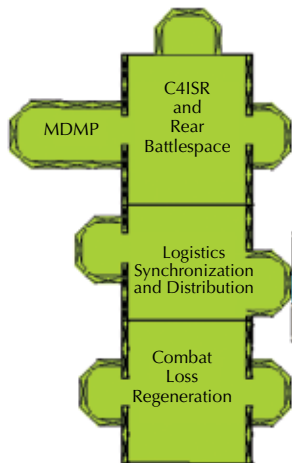 C4ISR
and
Rear
Battlespace
MDMP
Logistics
Synchronization
and Distribution
Combat
Loss
Regeneration